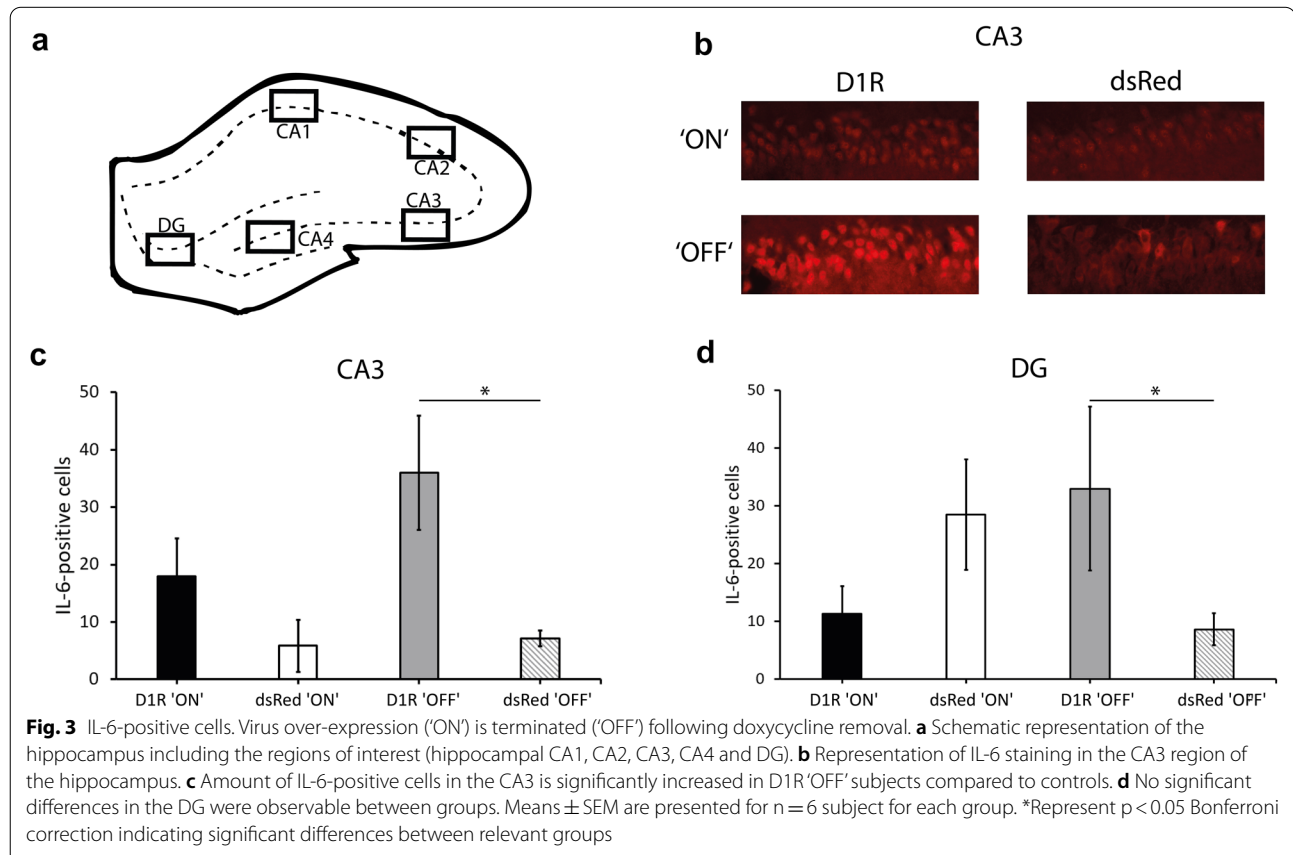 a
CA1
CA2
CA3
DG
CA4
b
CA3
D1R
dsRed
'ON'
'OFF'
c
CA3
IL-6-positive cells
50
40
30
20
10
0
*
D1R 'ON'
dsRed 'ON'
D1R 'OFF'
dsRed 'OFF'
d
DG
IL-6-positive cells
50
40
30
20
10
0
*
D1R 'ON'
dsRed 'ON'
D1R 'OFF'
dsRed 'OFF'
Fig. 3 IL-6-positive cells. Virus over-expression ('ON') is terminated ('OFF') following doxycycline removal. a Schematic representation of the
hippocampus including the regions of interest (hippocampal CA1, CA2, CA3, CA4 and DG). b Representation of IL-6 staining in the CA3 region of
the hippocampus. c Amount of IL-6-positive cells in the CA3 is significantly increased in D1R 'OFF' subjects compared to controls. d No significant
differences in the DG were observable between groups. Means ± SEM are presented for n = 6 subject for each group. *Represent p < 0.05 Bonferroni
correction indicating significant differences between relevant groups